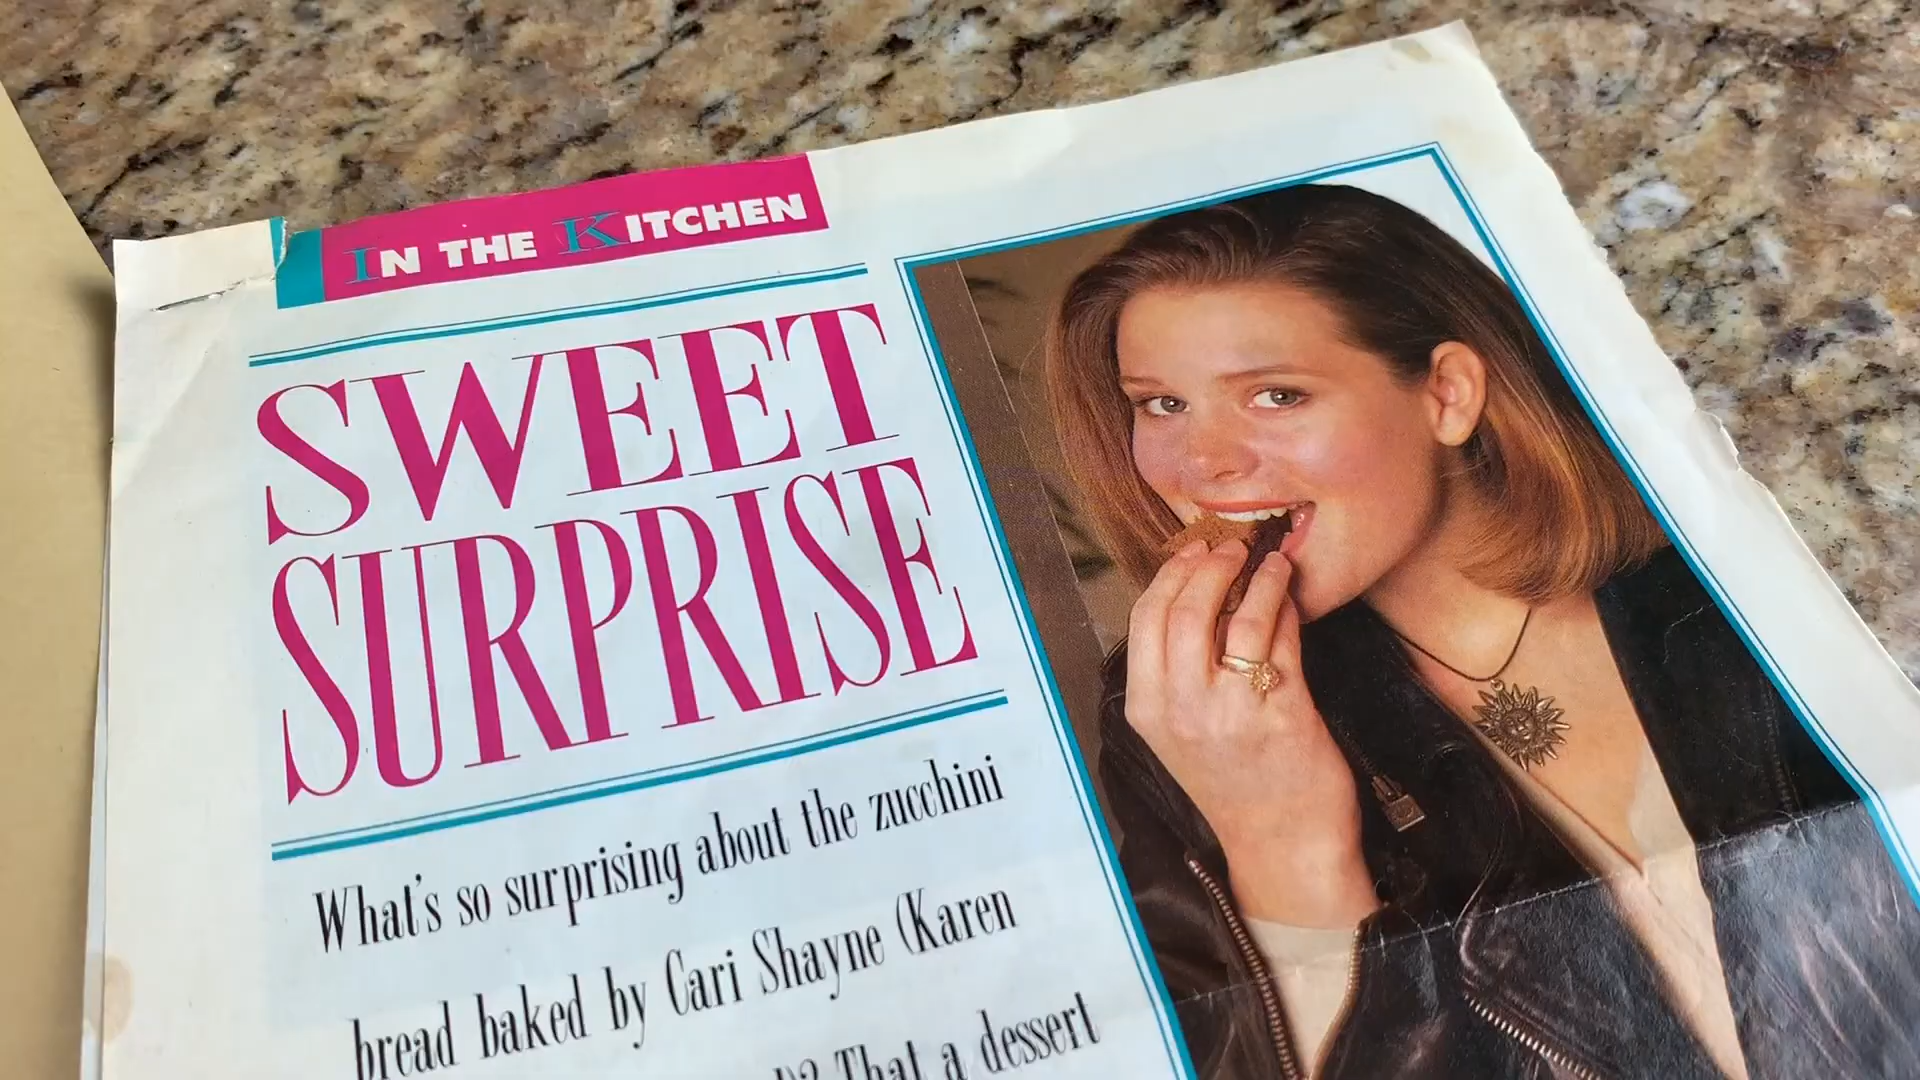 IN THE KITCHEN
SWEET
SURPRISE
What's so surprising about the zucchini
bread baked by Cari Shayne (Karen
That a dessert